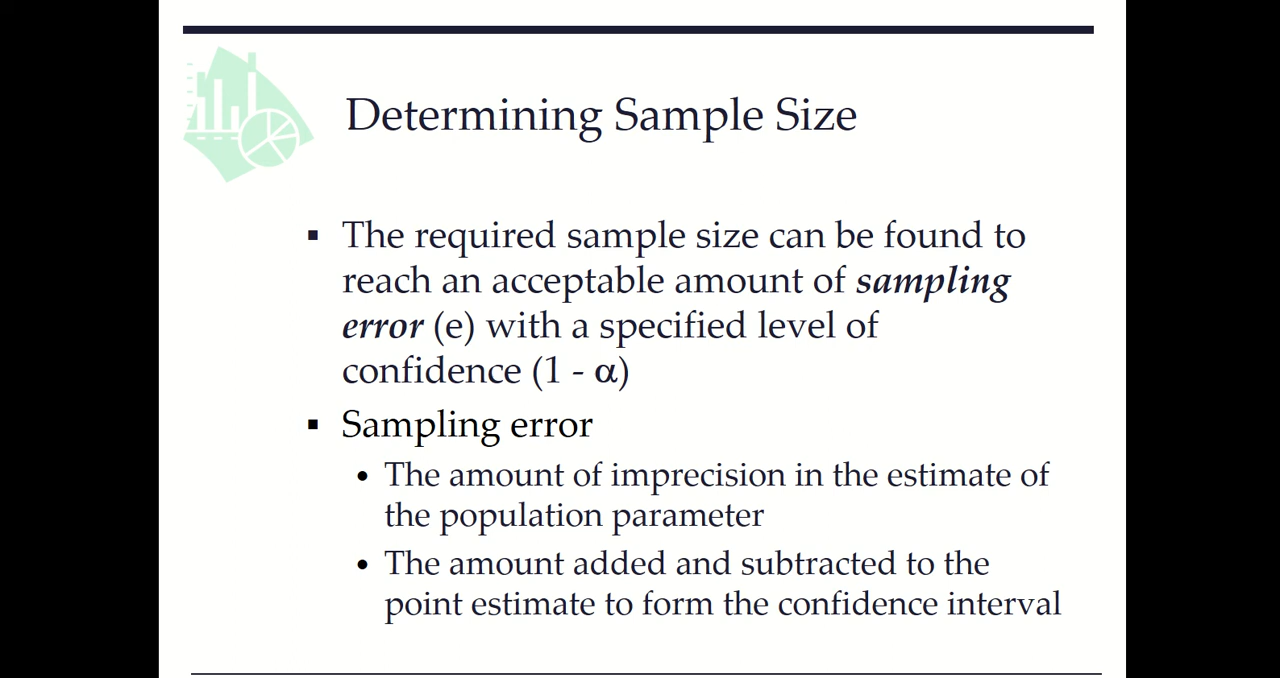 Determining Sample Size
▪ The required sample size can be found to
reach an acceptable amount of sampling
error (e) with a specified level of
confidence (1 - α)
▪ Sampling error
• The amount of imprecision in the estimate of
the population parameter
• The amount added and subtracted to the
point estimate to form the confidence interval